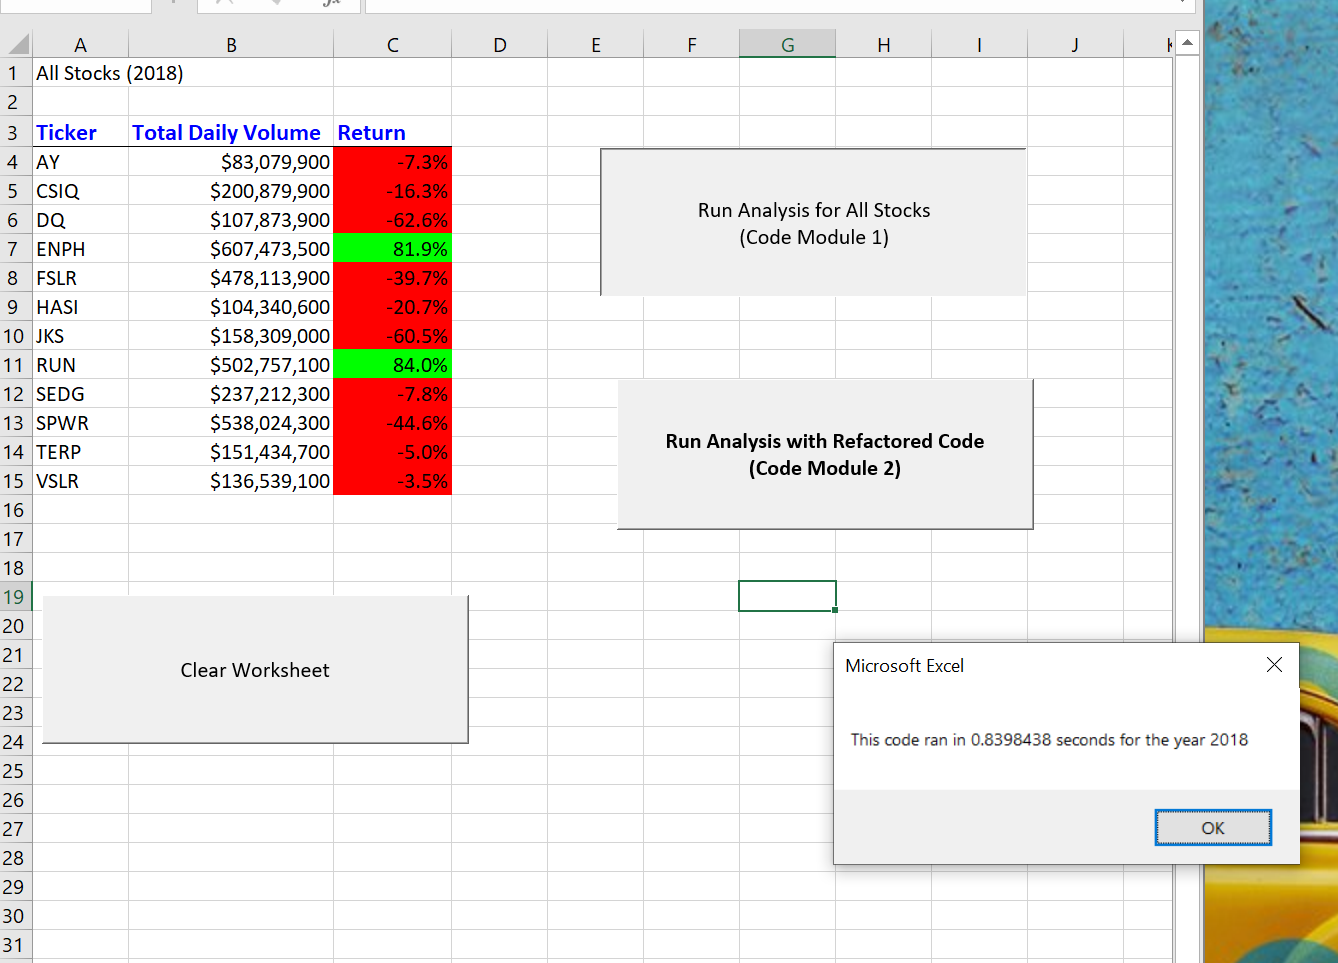 fx
A B C D E F G H I J K
1 All Stocks (2018)
2
3 Ticker Total Daily Volume Return
4 AY $83,079,900 -7.3%
5 CSIQ $200,879,900 -16.3%
6 DQ $107,873,900 -62.6%
7 ENPH $607,473,500 81.9%
8 FSLR $478,113,900 -39.7%
9 HASI $104,340,600 -20.7%
10 JKS $158,309,000 -60.5%
11 RUN $502,757,100 84.0%
12 SEDG $237,212,300 -7.8%
13 SPWR $538,024,300 -44.6%
14 TERP $151,434,700 -5.0%
15 VSLR $136,539,100 -3.5%
16
17
18
19
20
21
22
23
24
25
26
27
28
29
30
31
Run Analysis for All Stocks
(Code Module 1)
Run Analysis with Refactored Code
(Code Module 2)
Clear Worksheet
Microsoft Excel
This code ran in 0.8398438 seconds for the year 2018
OK